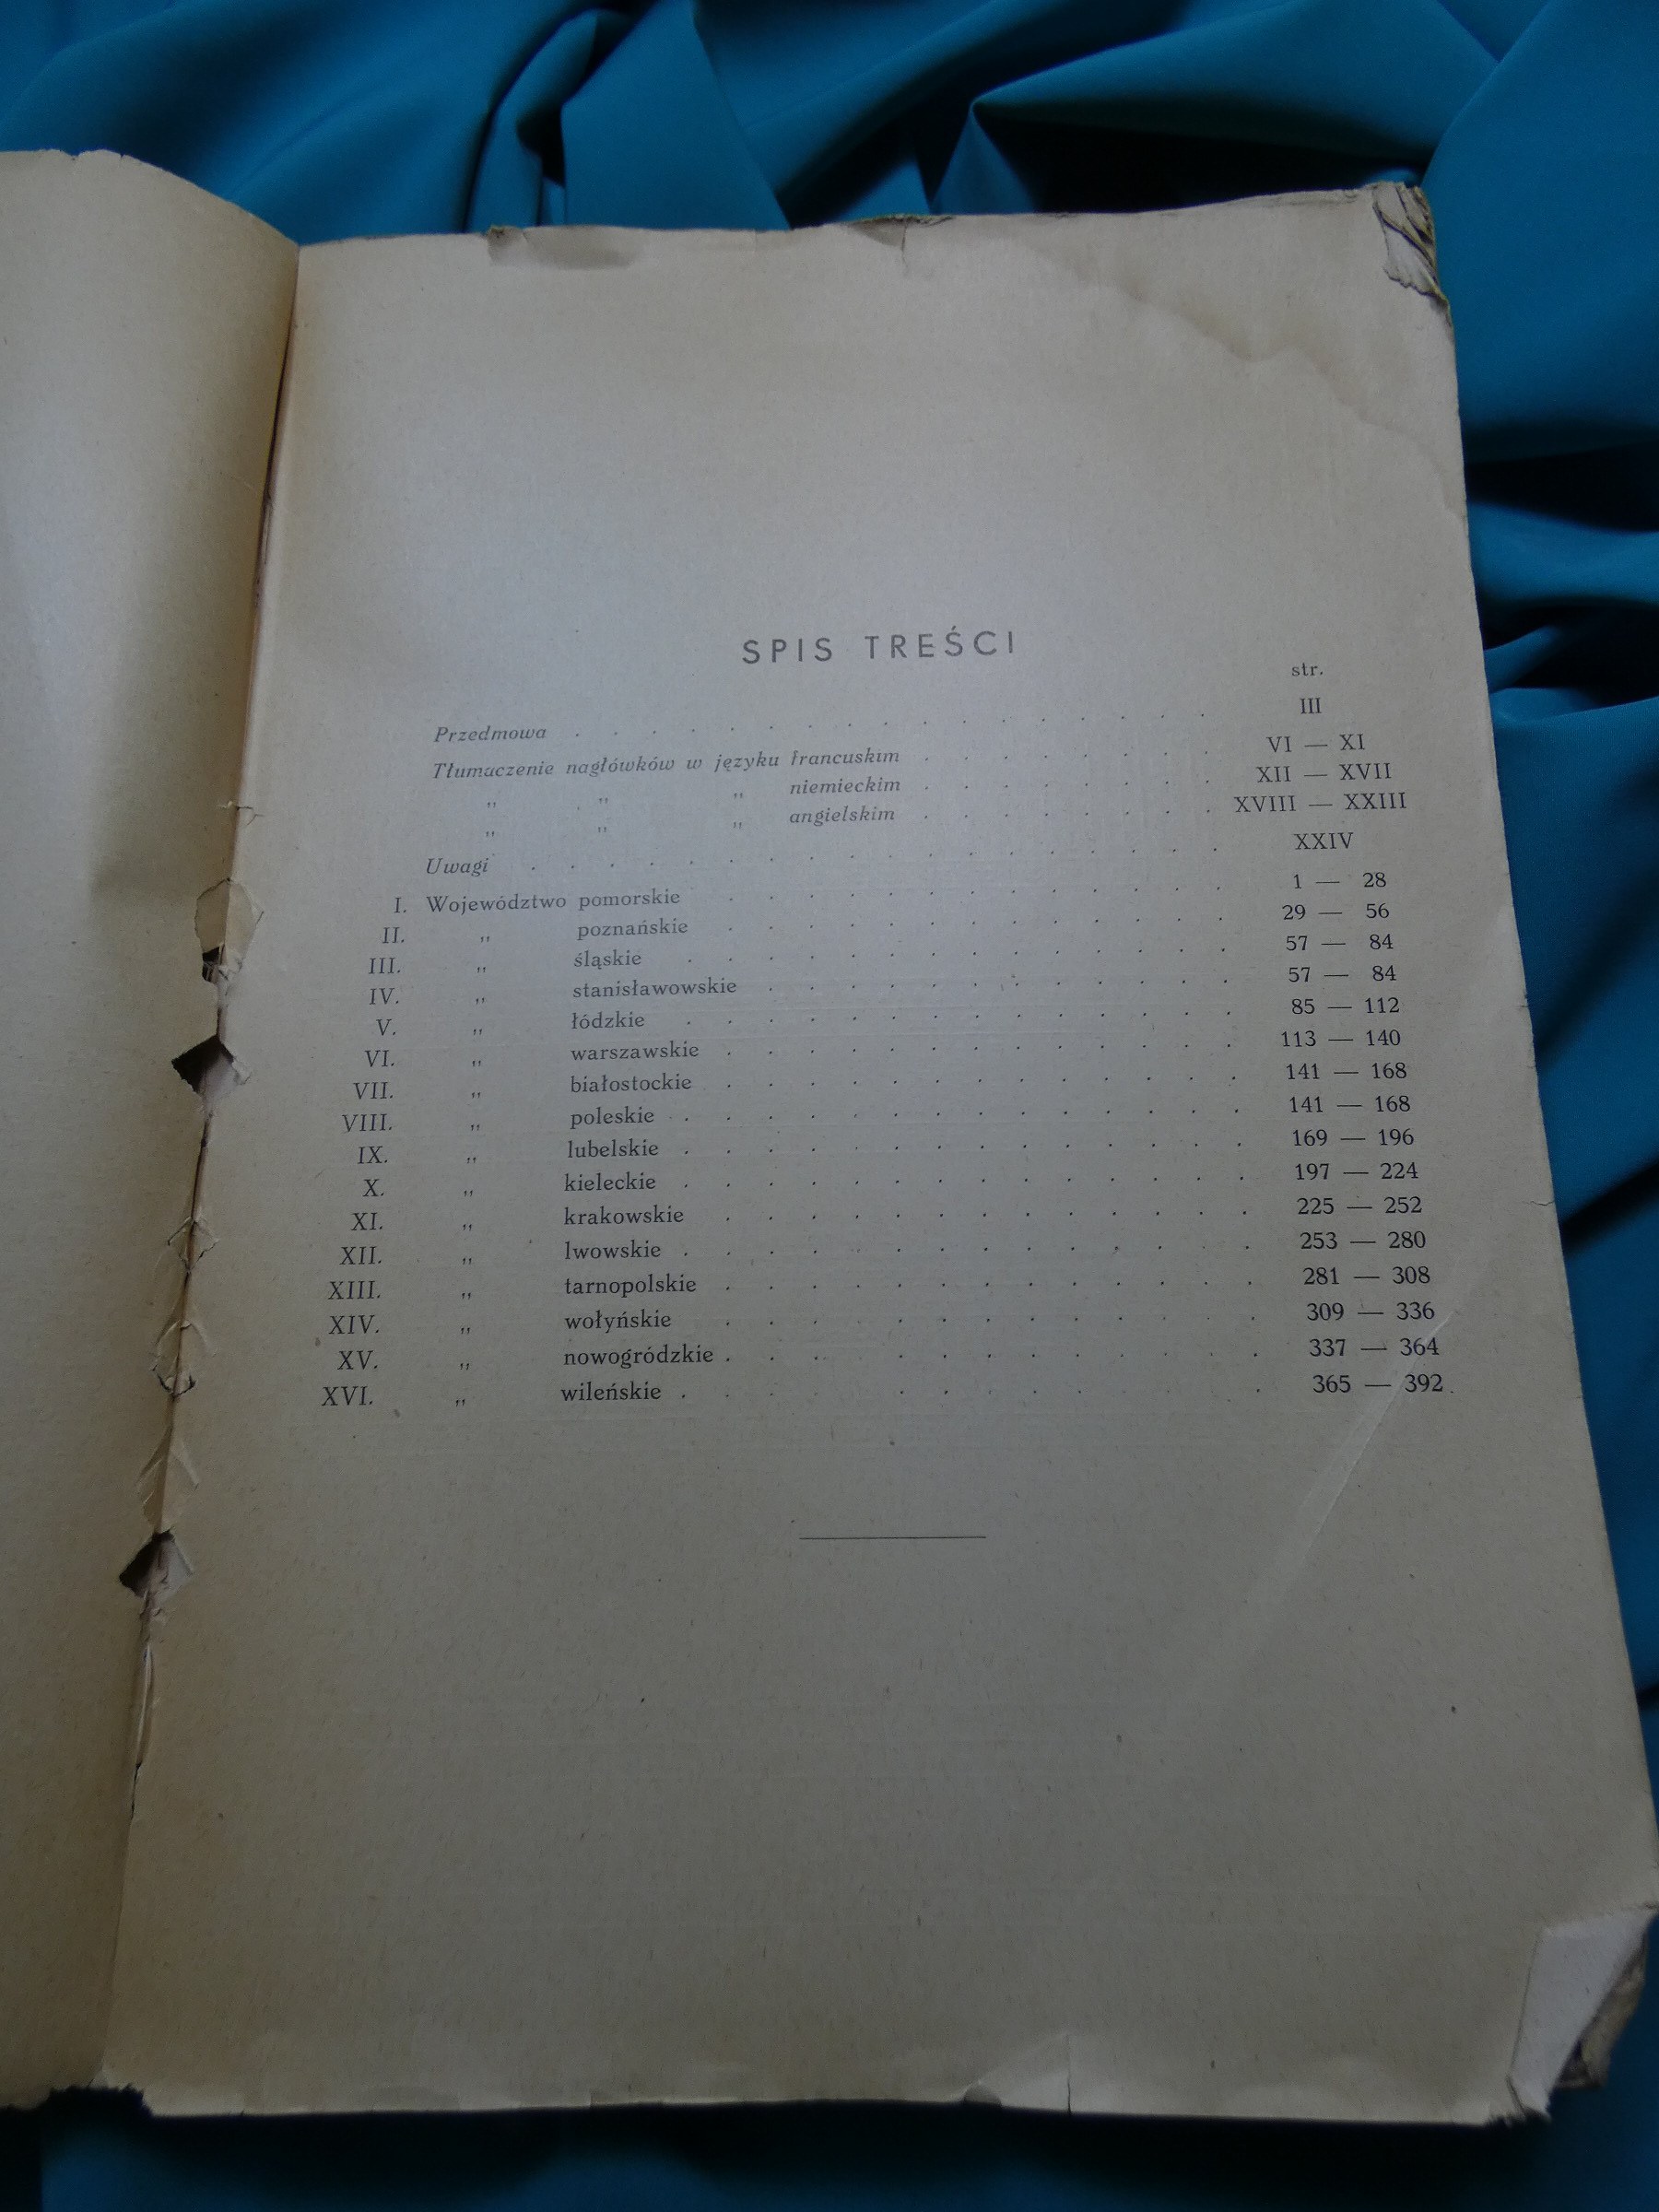 SPIS TREŚCI
str.
Przedmowa . . . . . . . . . . . . . . . . . III
Tłumaczenie nagłówków w języku francuskim . . . . . . . . VI — XI
„ „ „ niemieckim . . . . . . . . XII — XVII
„ „ „ angielskim . . . . . . . . XVIII — XXIII
Uwagi . . . . . . . . . . . . . . . . . . XXIV
I. Województwo pomorskie . . . . . . . . . . . . . 1 — 28
II. „ poznańskie . . . . . . . . . . . . . 29 — 56
III. „ śląskie . . . . . . . . . . . . . . 57 — 84
IV. „ stanisławowskie . . . . . . . . . . . . 57 — 84
V. „ łódzkie . . . . . . . . . . . . . . 85 — 112
VI. „ warszawskie . . . . . . . . . . . . . 113 — 140
VII. „ białostockie . . . . . . . . . . . . . 141 — 168
VIII. „ poleskie . . . . . . . . . . . . . . 141 — 168
IX. „ lubelskie . . . . . . . . . . . . . . 169 — 196
X. „ kieleckie . . . . . . . . . . . . . . 197 — 224
XI. „ krakowskie . . . . . . . . . . . . . 225 — 252
XII. „ lwowskie . . . . . . . . . . . . . . 253 — 280
XIII. „ tarnopolskie . . . . . . . . . . . . . 281 — 308
XIV. „ wołyńskie . . . . . . . . . . . . . 309 — 336
XV. „ nowogródzkie . . . . . . . . . . . . . 337 — 364
XVI. „ wileńskie . . . . . . . . . . . . . 365 — 392